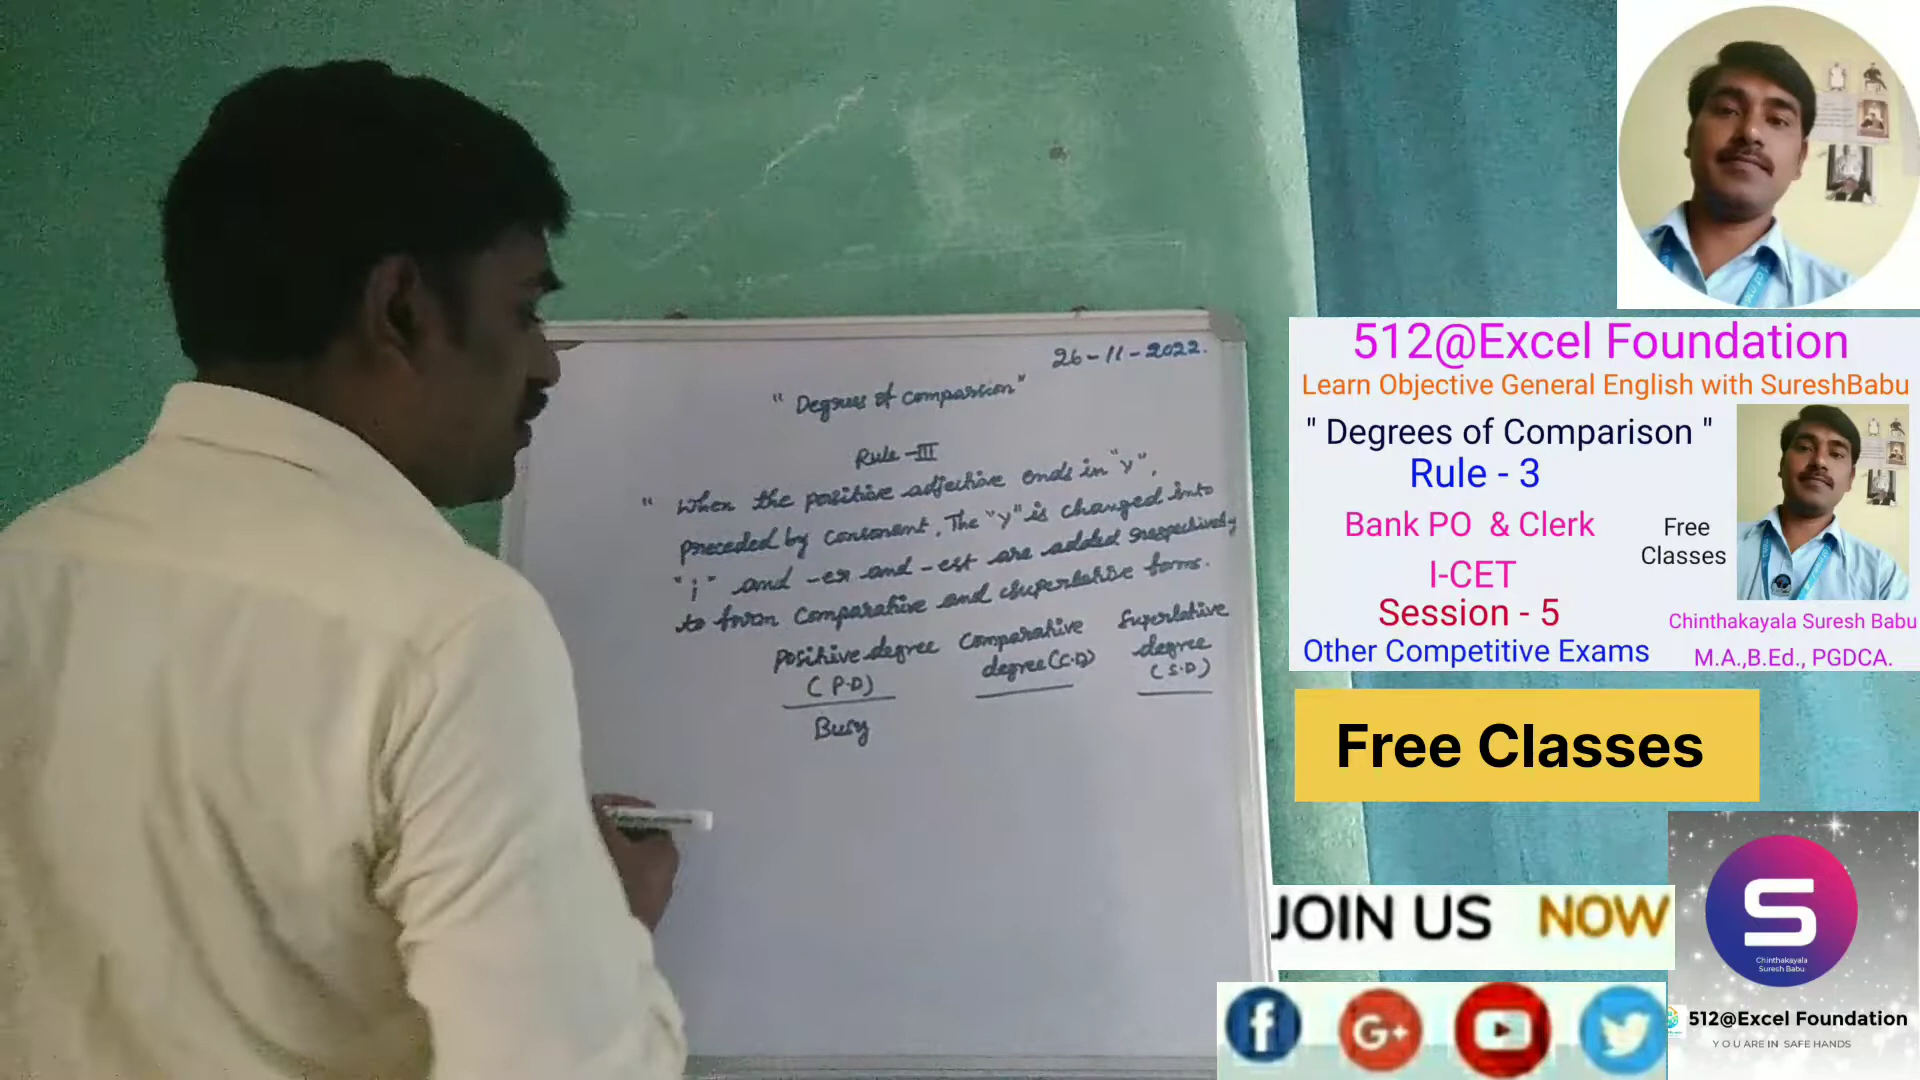 26-11-2022.
" Degrees of comparsion"
Rule-III
" When the positive adjective ends in "y",
preceded by consonant, The "y" is changed into
"i" and -er and -est are added respectively
to form comparative and superlative forms.
Positive degree Comparative Superlative
(P.D) degree (C.D) degree
(S.D)
Busy
512@Excel Foundation
Learn Objective General English with SureshBabu
" Degrees of Comparison "
Rule - 3
Bank PO & Clerk
Free
Classes
I-CET
Session - 5
Chinthakayala Suresh Babu
Other Competitive Exams
M.A.,B.Ed., PGDCA.
Free Classes
JOIN US NOW
S
Chinthakayala
Suresh Babu
f G+
512@Excel Foundation
YOU ARE IN SAFE HANDS